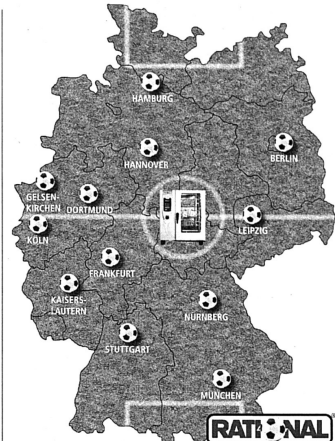 HAMBURG
HANNOVER
BERLIN
GELSEN-
KIRCHEN
DORTMUND
KÖLN
LEIPZIG
FRANKFURT
KAISERS-
LAUTERN
NÜRNBERG
STUTTGART
MÜNCHEN
RATIONAL